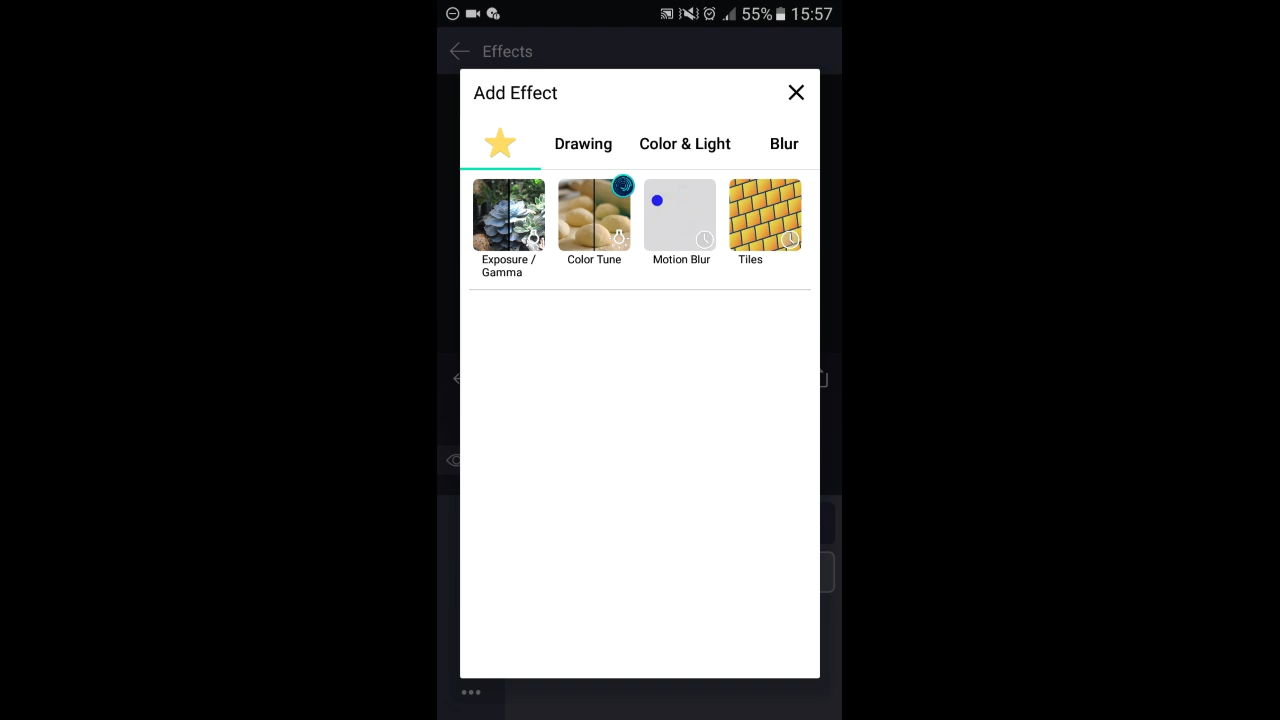 55% 15:57
Effects
Add Effect
Drawing Color & Light Blur
Exposure / Gamma
Color Tune
Motion Blur
Tiles